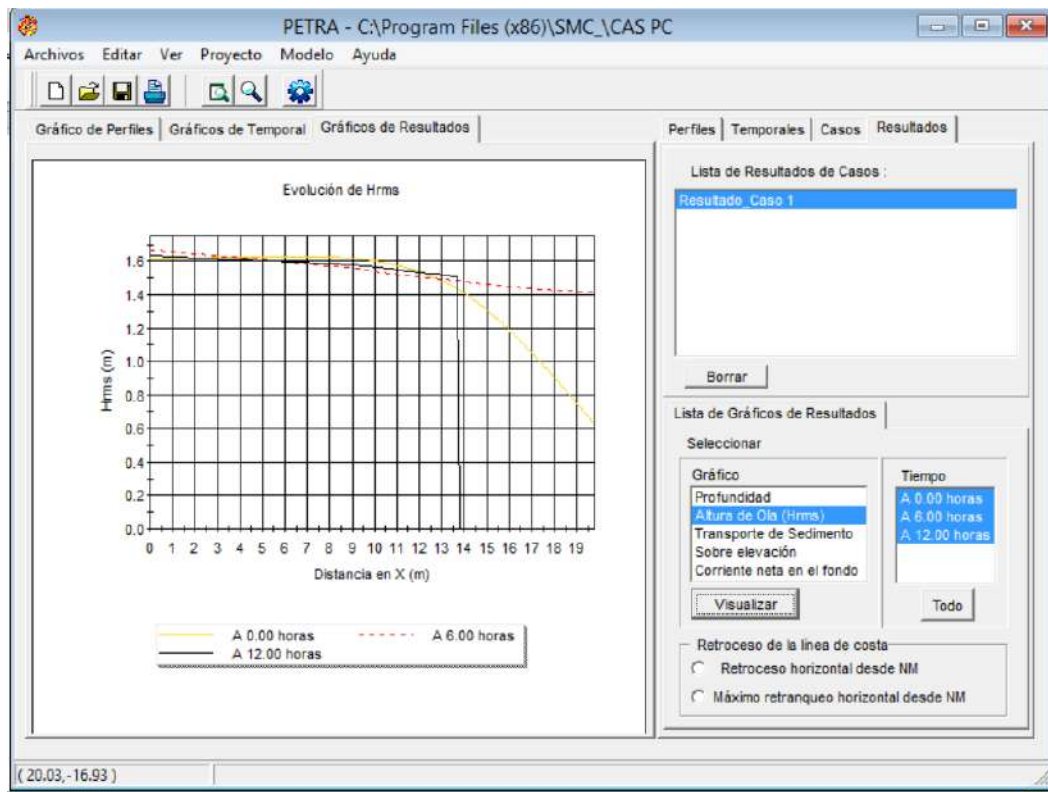 PETRA - C:\Program Files (x86)\SMC_\CAS PC
Archivos Editar Ver Proyecto Modelo Ayuda
Gráfico de Perfiles Gráficos de Temporal Gráficos de Resultados
Evolución de Hrms
Hrms (m)
1.6
1.4
1.2
1.0
0.8
0.6
0.4
0.2
0.0
0 1 2 3 4 5 6 7 8 9 10 11 12 13 14 15 16 17 18 19
Distancia en X (m)
A 0.00 horas A 6.00 horas
A 12.00 horas
Perfiles Temporales Casos Resultados
Lista de Resultados de Casos :
Resultado_Caso 1
Borrar
Lista de Gráficos de Resultados
Seleccionar
Gráfico
Profundidad
Altura de Ola (Hrms)
Transporte de Sedimento
Sobre elevación
Corriente neta en el fondo
Visualizar
Tiempo
A 0.00 horas
A 6.00 horas
A 12.00 horas
Todo
Retroceso de la línea de costa
Retroceso horizontal desde NM
Máximo retranqueo horizontal desde NM
( 20.03,-16.93 )